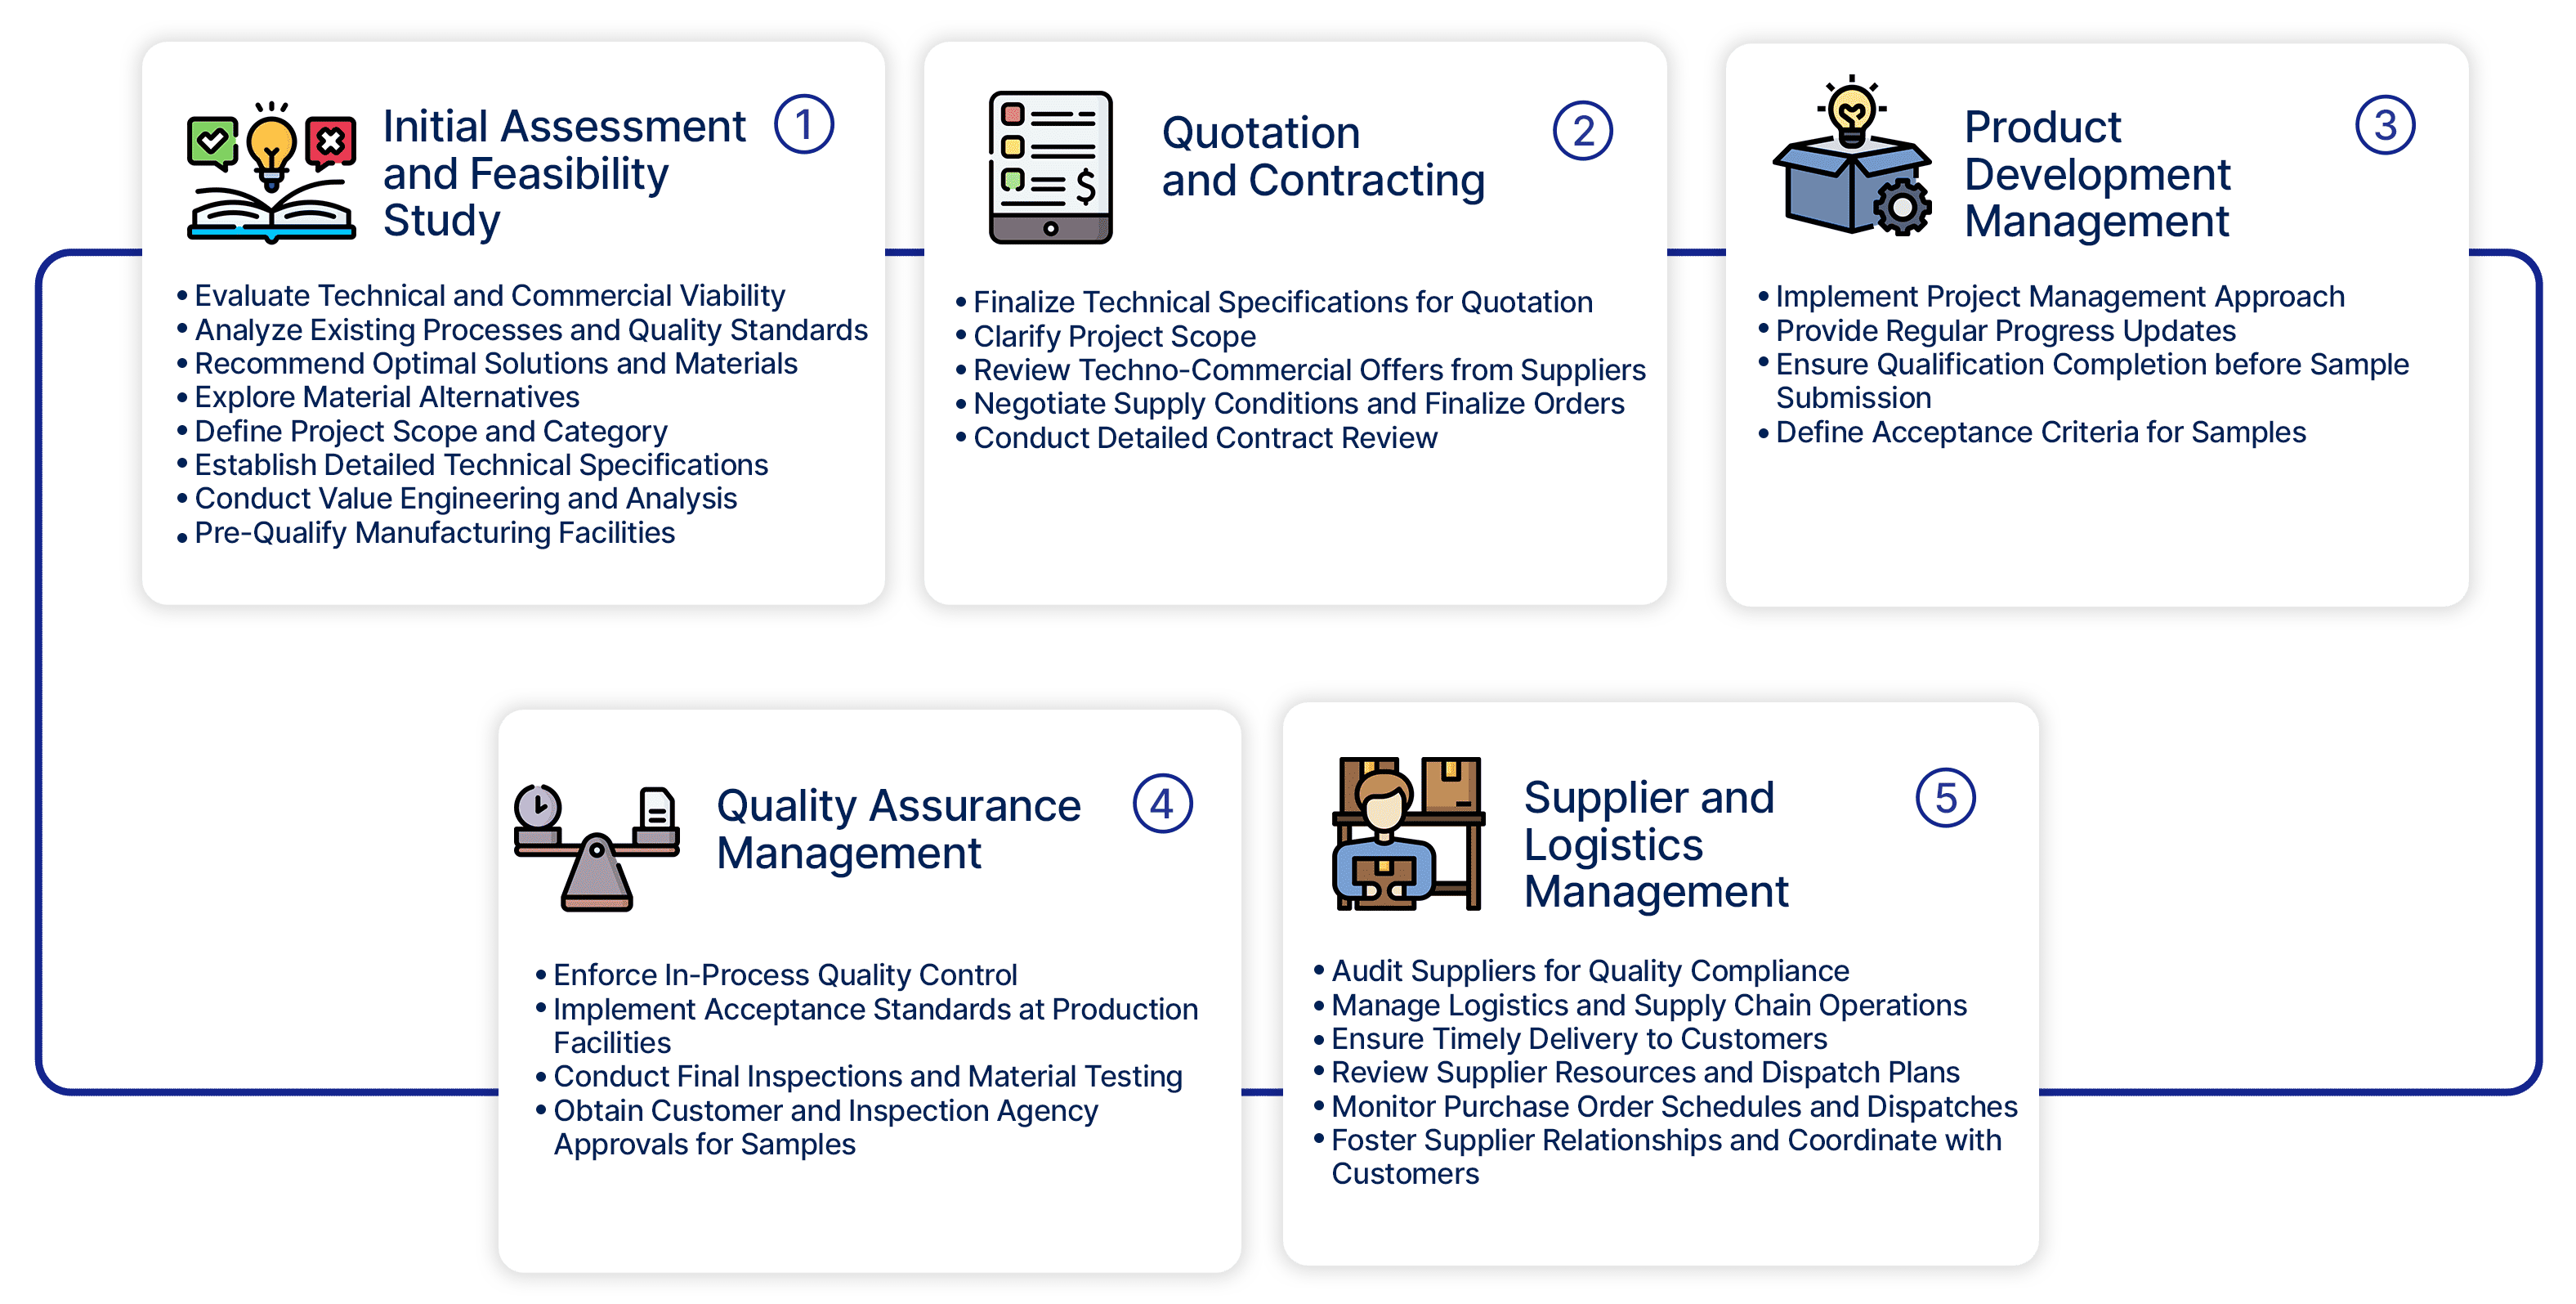 Initial Assessment
and Feasibility
Study
1
• Evaluate Technical and Commercial Viability
• Analyze Existing Processes and Quality Standards
• Recommend Optimal Solutions and Materials
• Explore Material Alternatives
• Define Project Scope and Category
• Establish Detailed Technical Specifications
• Conduct Value Engineering and Analysis
• Pre-Qualify Manufacturing Facilities
$
Quotation
and Contracting
2
• Finalize Technical Specifications for Quotation
• Clarify Project Scope
• Review Techno-Commercial Offers from Suppliers
• Negotiate Supply Conditions and Finalize Orders
• Conduct Detailed Contract Review
Product
Development
Management
3
• Implement Project Management Approach
• Provide Regular Progress Updates
• Ensure Qualification Completion before Sample
Submission
• Define Acceptance Criteria for Samples
Quality Assurance
Management
4
• Enforce In-Process Quality Control
• Implement Acceptance Standards at Production
Facilities
• Conduct Final Inspections and Material Testing
• Obtain Customer and Inspection Agency
Approvals for Samples
Supplier and
Logistics
Management
5
• Audit Suppliers for Quality Compliance
• Manage Logistics and Supply Chain Operations
• Ensure Timely Delivery to Customers
• Review Supplier Resources and Dispatch Plans
• Monitor Purchase Order Schedules and Dispatches
• Foster Supplier Relationships and Coordinate with
Customers